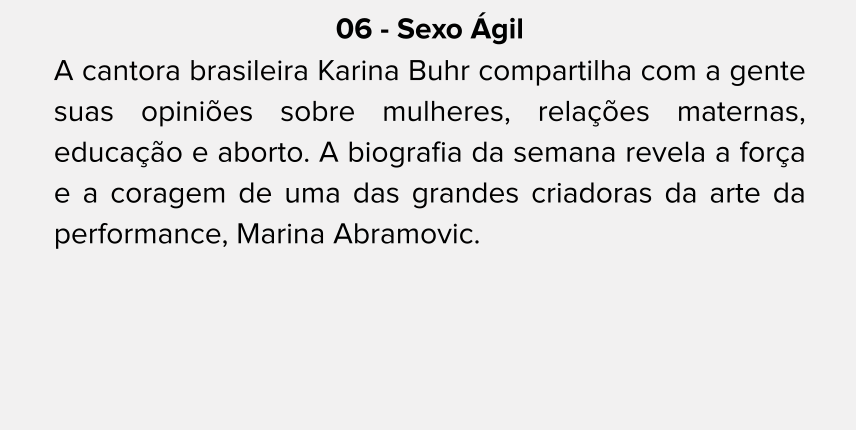 06 - Sexo Ágil
A cantora brasileira Karina Buhr compartilha com a gente
suas opiniões sobre mulheres, relações maternas,
educação e aborto. A biografia da semana revela a força
e a coragem de uma das grandes criadoras da arte da
performance, Marina Abramovic.